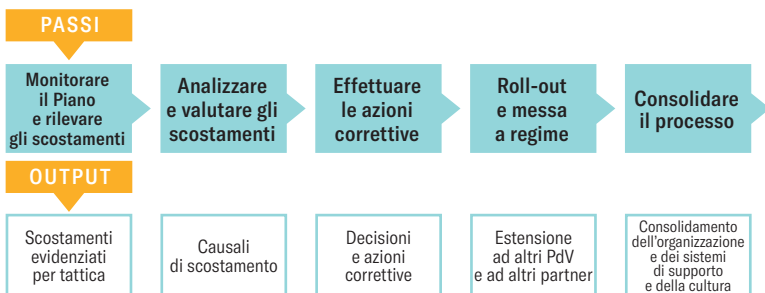 PASSI
Monitorare
il Piano
e rilevare
gli scostamenti
Analizzare
e valutare gli
scostamenti
Effettuare
le azioni
correttive
Roll-out
e messa
a regime
Consolidare
il processo
OUTPUT
Scostamenti
evidenziati
per tattica
Causali
di scostamento
Decisioni
e azioni
correttive
Estensione
ad altri PdV
e ad altri partner
Consolidamento
dell'organizzazione
e dei sistemi
di supporto
e della cultura